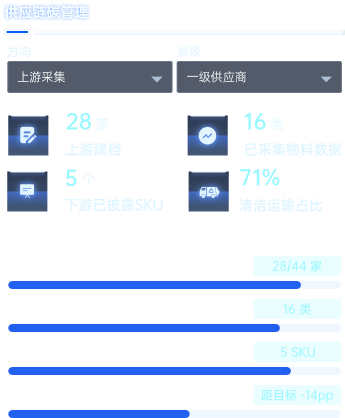 供应链碳管理
方向 层级
上游采集 一级供应商
28 家 16 类
上游建档 已采集物料数据
5 个 71%
下游已披露SKU 清洁运输占比
28/44 家
16 类
5 SKU
距目标 -14pp